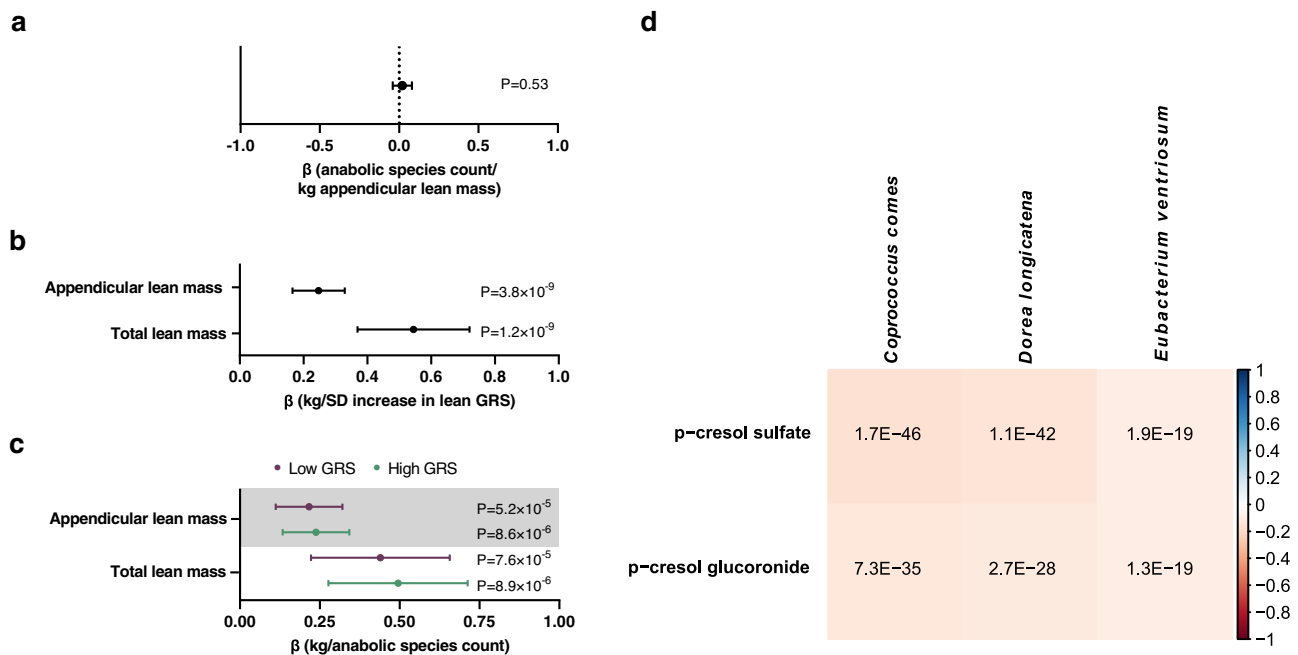 a
P=0.53
-1.0 -0.5 0.0 0.5 1.0
β (anabolic species count/
kg appendicular lean mass)
b
Appendicular lean mass
P=3.8×10-9
Total lean mass
P=1.2×10-9
0.0 0.2 0.4 0.6 0.8 1.0
β (kg/SD increase in lean GRS)
c
Low GRS High GRS
Appendicular lean mass
P=5.2×10-5
P=8.6×10-6
Total lean mass
P=7.6×10-5
P=8.9×10-6
0.00 0.25 0.50 0.75 1.00
β (kg/anabolic species count)
d
Coprococcus comes
Dorea longicatena
Eubacterium ventriosum
p−cresol sulfate
1.7E−46 1.1E−42 1.9E−19
p−cresol glucoronide
7.3E−35 2.7E−28 1.3E−19
1
0.8
0.6
0.4
0.2
0
−0.2
−0.4
−0.6
−0.8
−1